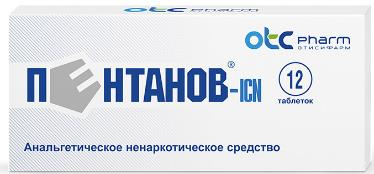 otc pharm
ОТИСИФАРМ
ПЕНТАНОВ®-ICN
12
таблеток
Анальгетическое ненаркотическое средство